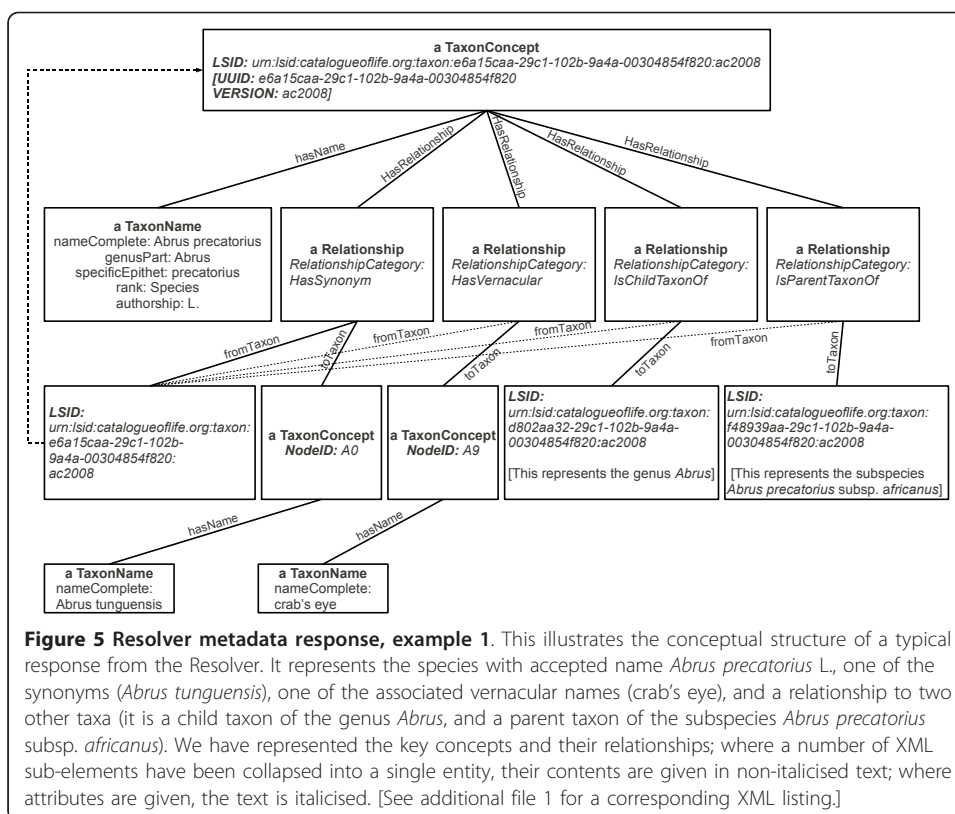 a TaxonConcept
LSID: urn:lsid:catalogueoflife.org:taxon:e6a15caa-29c1-102b-9a4a-00304854f820:ac2008
[UUID: e6a15caa-29c1-102b-9a4a-00304854f820
VERSION: ac2008]
hasName
HasRelationship
HasRelationship
HasRelationship
HasRelationship
a TaxonName
nameComplete: Abrus precatorius
genusPart: Abrus
specificEpithet: precatorius
rank: Species
authorship: L.
a Relationship
RelationshipCategory:
HasSynonym
a Relationship
RelationshipCategory:
HasVernacular
a Relationship
RelationshipCategory:
IsChildTaxonOf
a Relationship
RelationshipCategory:
IsParentTaxonOf
fromTaxon
toTaxon
fromTaxon
toTaxon
fromTaxon
toTaxon
fromTaxon
toTaxon
LSID:
urn:lsid:catalogueoflife.org:taxon:
e6a15caa-29c1-102b-
9a4a-00304854f820:
ac2008
a TaxonConcept
NodeID: A0
a TaxonConcept
NodeID: A9
LSID:
urn:lsid:catalogueoflife.org:taxon:
d802aa32-29c1-102b-9a4a-
00304854f820:ac2008
[This represents the genus Abrus]
LSID:
urn:lsid:catalogueoflife.org:taxon:
f48939aa-29c1-102b-9a4a-
00304854f820:ac2008
[This represents the subspecies
Abrus precatorius subsp. africanus]
hasName
hasName
a TaxonName
nameComplete:
Abrus tunguensis
a TaxonName
nameComplete:
crab's eye
Figure 5 Resolver metadata response, example 1. This illustrates the conceptual structure of a typical
response from the Resolver. It represents the species with accepted name Abrus precatorius L., one of the
synonyms (Abrus tunguensis), one of the associated vernacular names (crab's eye), and a relationship to two
other taxa (it is a child taxon of the genus Abrus, and a parent taxon of the subspecies Abrus precatorius
subsp. africanus). We have represented the key concepts and their relationships; where a number of XML
sub-elements have been collapsed into a single entity, their contents are given in non-italicised text; where
attributes are given, the text is italicised. [See additional file 1 for a corresponding XML listing.]